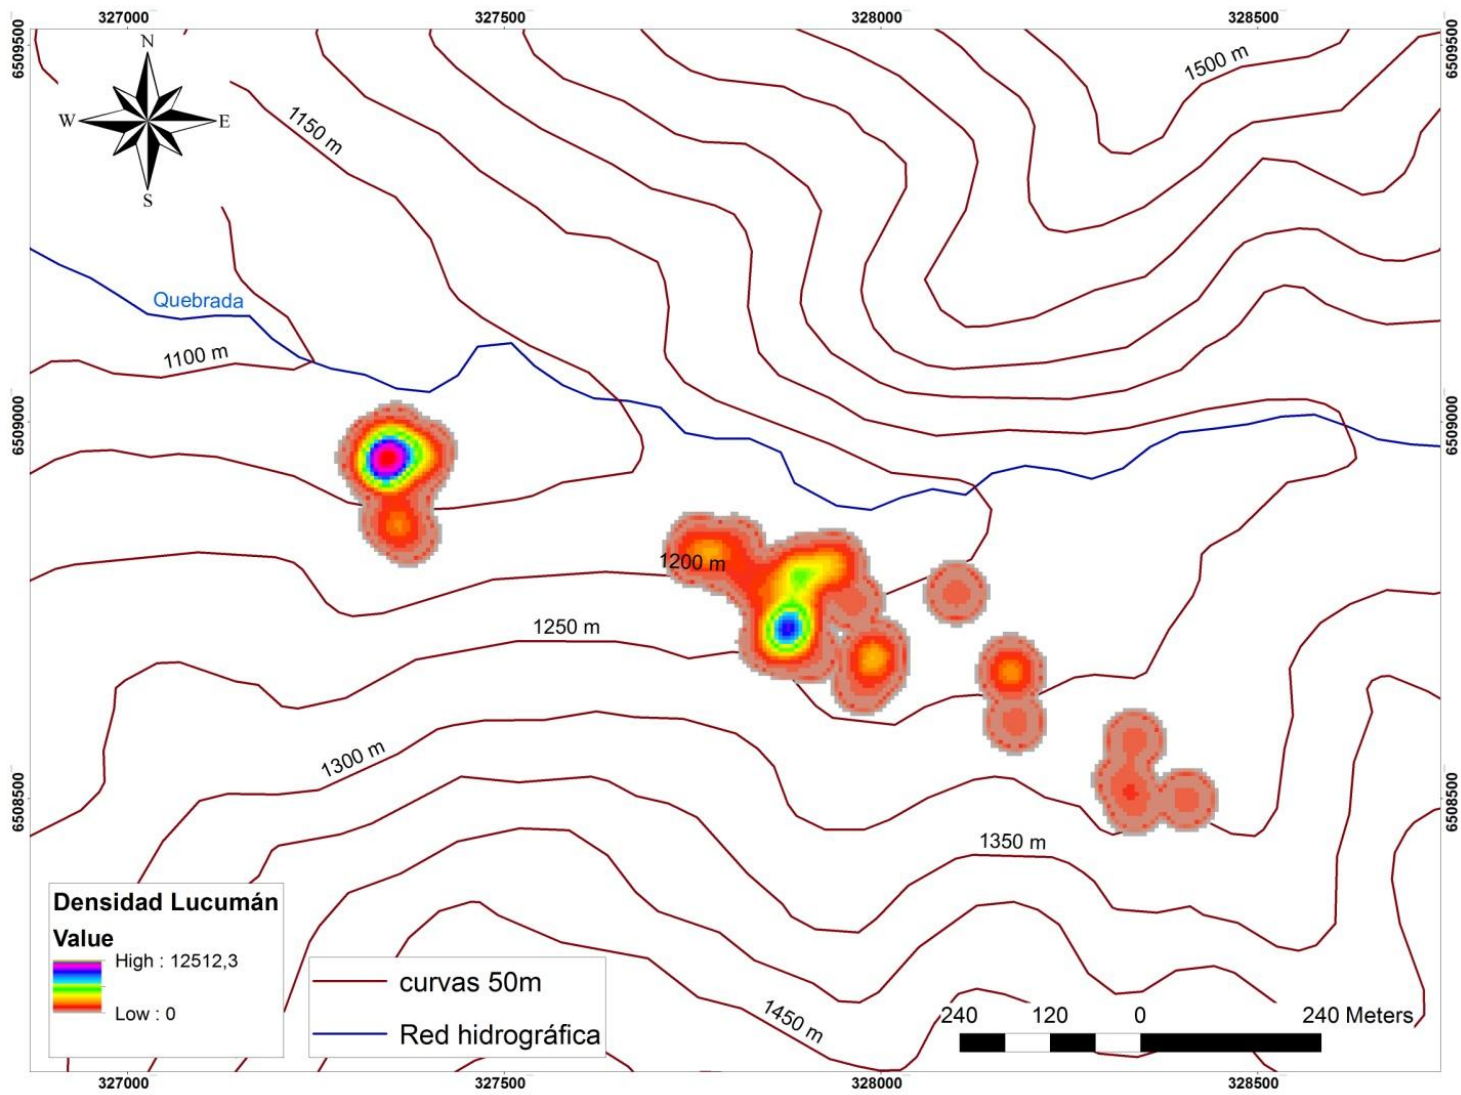 327000 327500 328000 328500
6509500
6509500
N
W E
S
1500 m
1150 m
Quebrada
1100 m
6509000
6509000
1200 m
1250 m
1300 m
6508500
6508500
1350 m
1450 m
Densidad Lucumán
Value
High : 12512,3
Low : 0
curvas 50m
Red hidrográfica
240 120 0 240 Meters
327000 327500 328000 328500